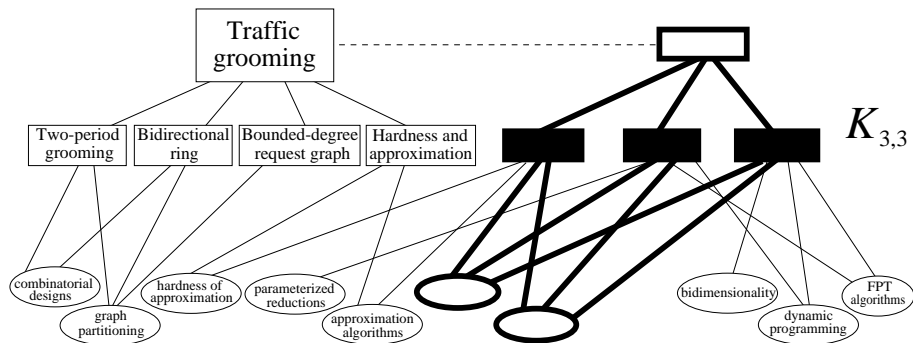 Traffic
grooming
K3,3
Two-period
grooming
Bidirectional
ring
Bounded-degree
request graph
Hardness and
approximation
combinatorial
designs
graph
partitioning
hardness of
approximation
parameterized
reductions
approximation
algorithms
bidimensionality
dynamic
programming
FPT
algorithms